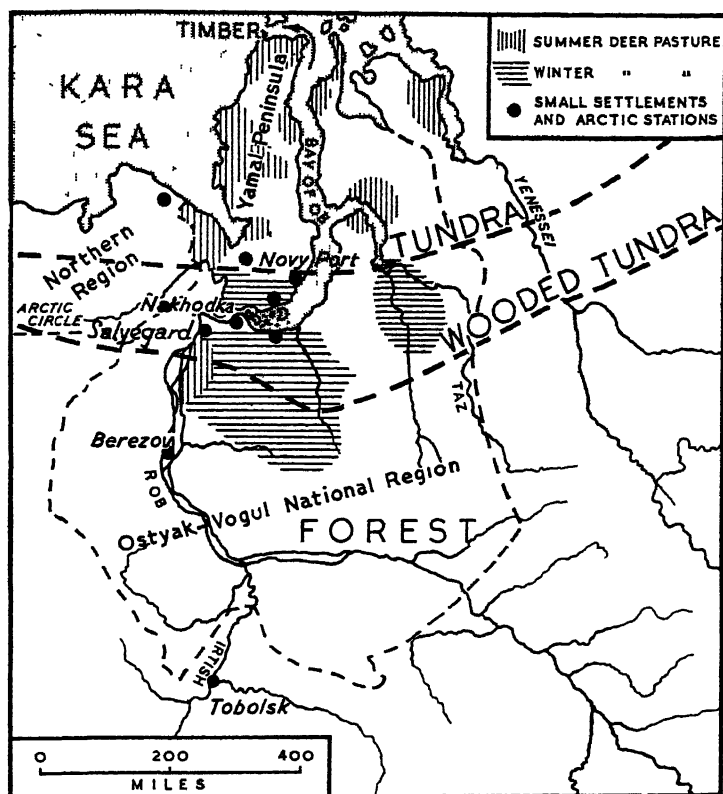 TIMBER
SUMMER DEER PASTURE
WINTER " "
SMALL SETTLEMENTS
AND ARCTIC STATIONS
KARA
SEA
Yamal Peninsula
BAY OF OB
YENESSEI
Northern
Region
TUNDRA
WOODED TUNDRA
Novy Port
ARCTIC
CIRCLE
Nakhodka
Salyegard
TAZ
Berezov
R OB
Ostyak-Vogul National Region
FOREST
IRTISH
Tobolsk
0 200 400
MILES